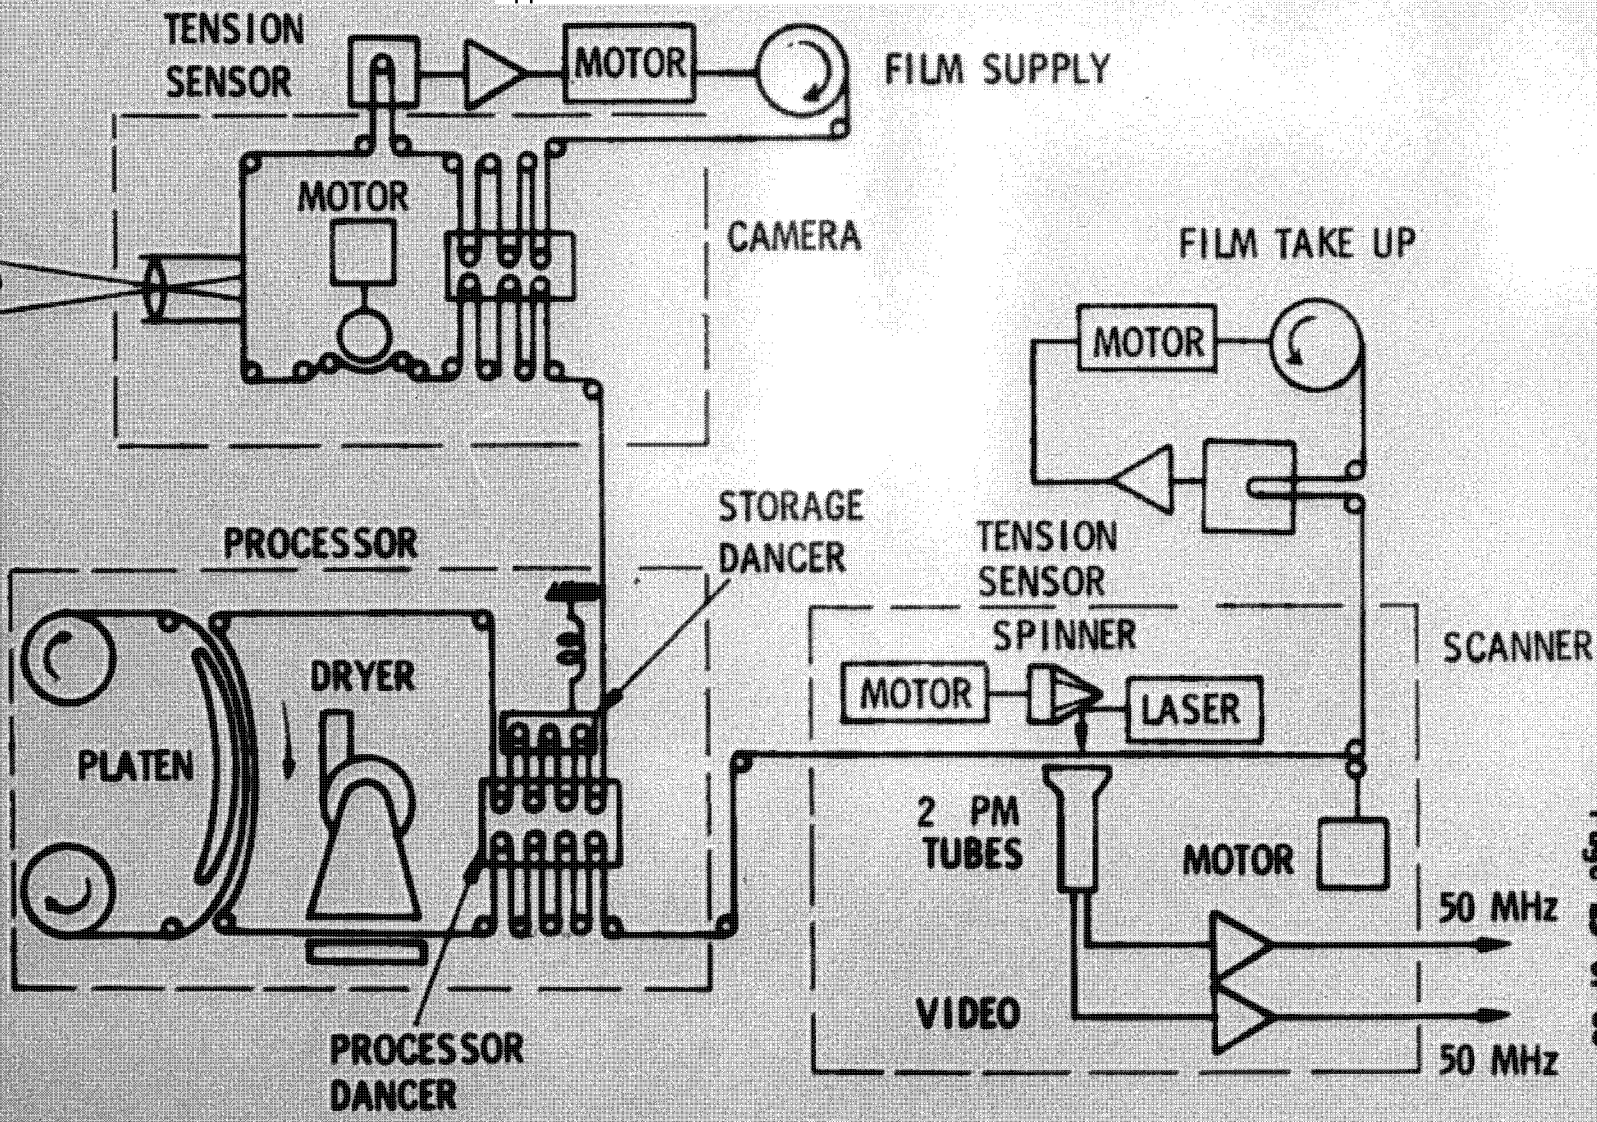 TENSION
SENSOR
MOTOR
FILM SUPPLY
MOTOR
CAMERA
FILM TAKE UP
MOTOR
STORAGE
DANCER
PROCESSOR
TENSION
SENSOR
SPINNER
SCANNER
DRYER
MOTOR
LASER
PLATEN
2 PM
TUBES
MOTOR
50 MHz
VIDEO
PROCESSOR
DANCER
50 MHz